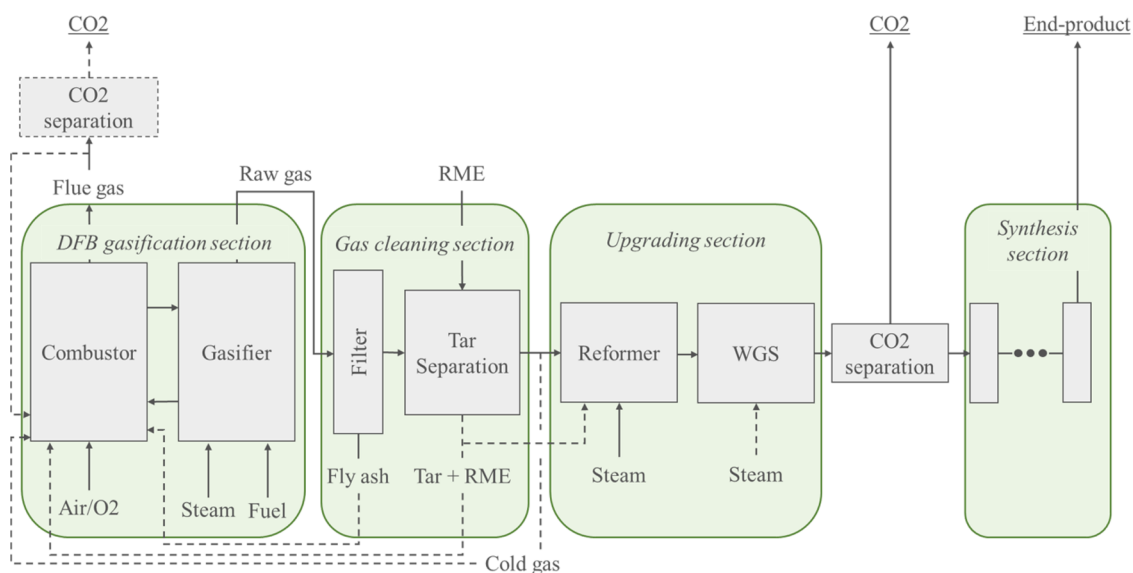 CO2
CO2
End-product
CO2
separation
Flue gas
Raw gas
RME
DFB gasification section
Gas cleaning section
Upgrading section
Synthesis
section
Combustor
Gasifier
Filter
Tar
Separation
Reformer
WGS
CO2
separation
Air/O2
Steam
Fuel
Fly ash
Tar + RME
Steam
Steam
Cold gas